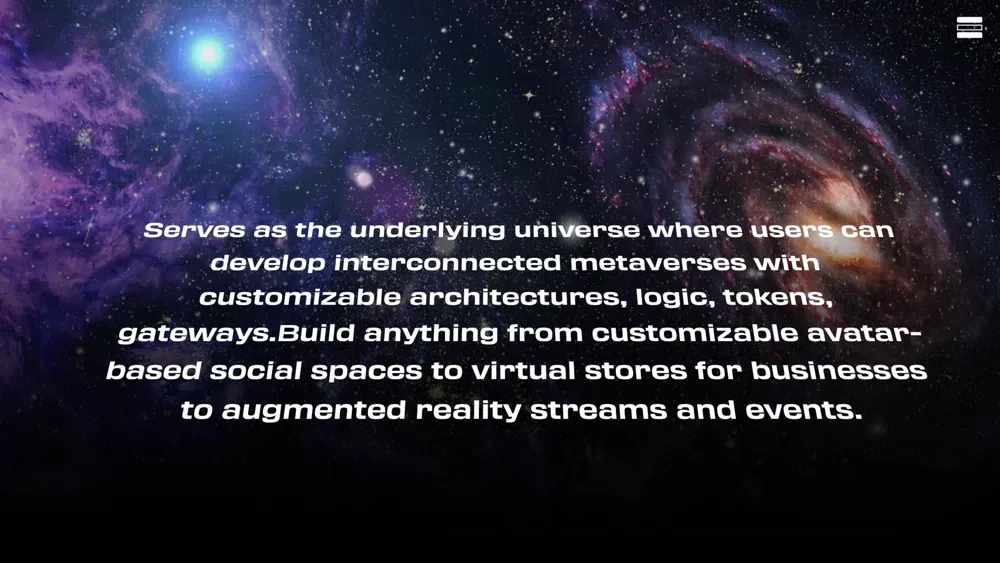 Serves as the underlying universe where users can
develop interconnected metaverses with
customizable architectures, logic, tokens,
gateways.Build anything from customizable avatar-
based social spaces to virtual stores for businesses
to augmented reality streams and events.